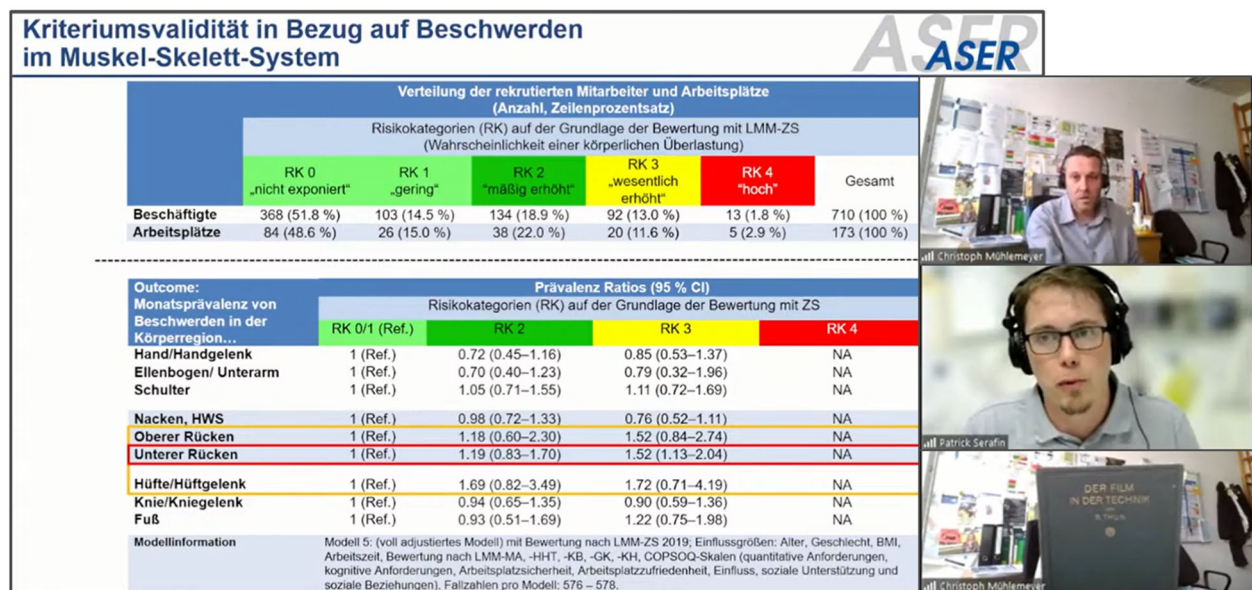 Kriteriumsvalidität in Bezug auf Beschwerden
im Muskel-Skelett-System
ASER
ASER
Verteilung der rekrutierten Mitarbeiter und Arbeitsplätze
(Anzahl, Zeilenprozentsatz)
Risikokategorien (RK) auf der Grundlage der Bewertung mit LMM-ZS
(Wahrscheinlichkeit einer körperlichen Überlastung)
RK 0 RK 1 RK 2 RK 3 RK 4 Gesamt
„nicht exponiert“ „gering“ “mäßig erhöht“ „wesentlich erhöht“ “hoch“
Beschäftigte 368 (51.8 %) 103 (14.5 %) 134 (18.9 %) 92 (13.0 %) 13 (1.8 %) 710 (100 %)
Arbeitsplätze 84 (48.6 %) 26 (15.0 %) 38 (22.0 %) 20 (11.6 %) 5 (2.9 %) 173 (100 %)
Outcome:
Monatsprävalenz von
Beschwerden in der
Körperregion…
Prävalenz Ratios (95 % CI)
Risikokategorien (RK) auf der Grundlage der Bewertung mit ZS
RK 0/1 (Ref.) RK 2 RK 3 RK 4
Hand/Handgelenk 1 (Ref.) 0.72 (0.45–1.16) 0.85 (0.53–1.37) NA
Ellenbogen/ Unterarm 1 (Ref.) 0.70 (0.40–1.23) 0.79 (0.32–1.96) NA
Schulter 1 (Ref.) 1.05 (0.71–1.55) 1.11 (0.72–1.69) NA
Nacken, HWS 1 (Ref.) 0.98 (0.72–1.33) 0.76 (0.52–1.11) NA
Oberer Rücken 1 (Ref.) 1.18 (0.60–2.30) 1.52 (0.84–2.74) NA
Unterer Rücken 1 (Ref.) 1.19 (0.83–1.70) 1.52 (1.13–2.04) NA
Hüfte/Hüftgelenk 1 (Ref.) 1.69 (0.82–3.49) 1.72 (0.71–4.19) NA
Knie/Kniegelenk 1 (Ref.) 0.94 (0.65–1.35) 0.90 (0.59–1.36) NA
Fuß 1 (Ref.) 0.93 (0.51–1.69) 1.22 (0.75–1.98) NA
Modellinformation
Modell 5: (voll adjustiertes Modell) mit Bewertung nach LMM-ZS 2019; Einflussgrößen: Alter, Geschlecht, BMI,
Arbeitszeit, Bewertung nach LMM-MA, -HHT, -KB, -GK, -KH, COPSOQ-Skalen (quantitative Anforderungen,
kognitive Anforderungen, Arbeitsplatzsicherheit, Arbeitsplatzzufriedenheit, Einfluss, soziale Unterstützung und
soziale Beziehungen). Fallzahlen pro Modell: 576 – 578.
Christoph Mühlemeyer
Patrick Serafin
DER FILM
IN DER TECHNIK
R. THUN
Christoph Mühlemeyer